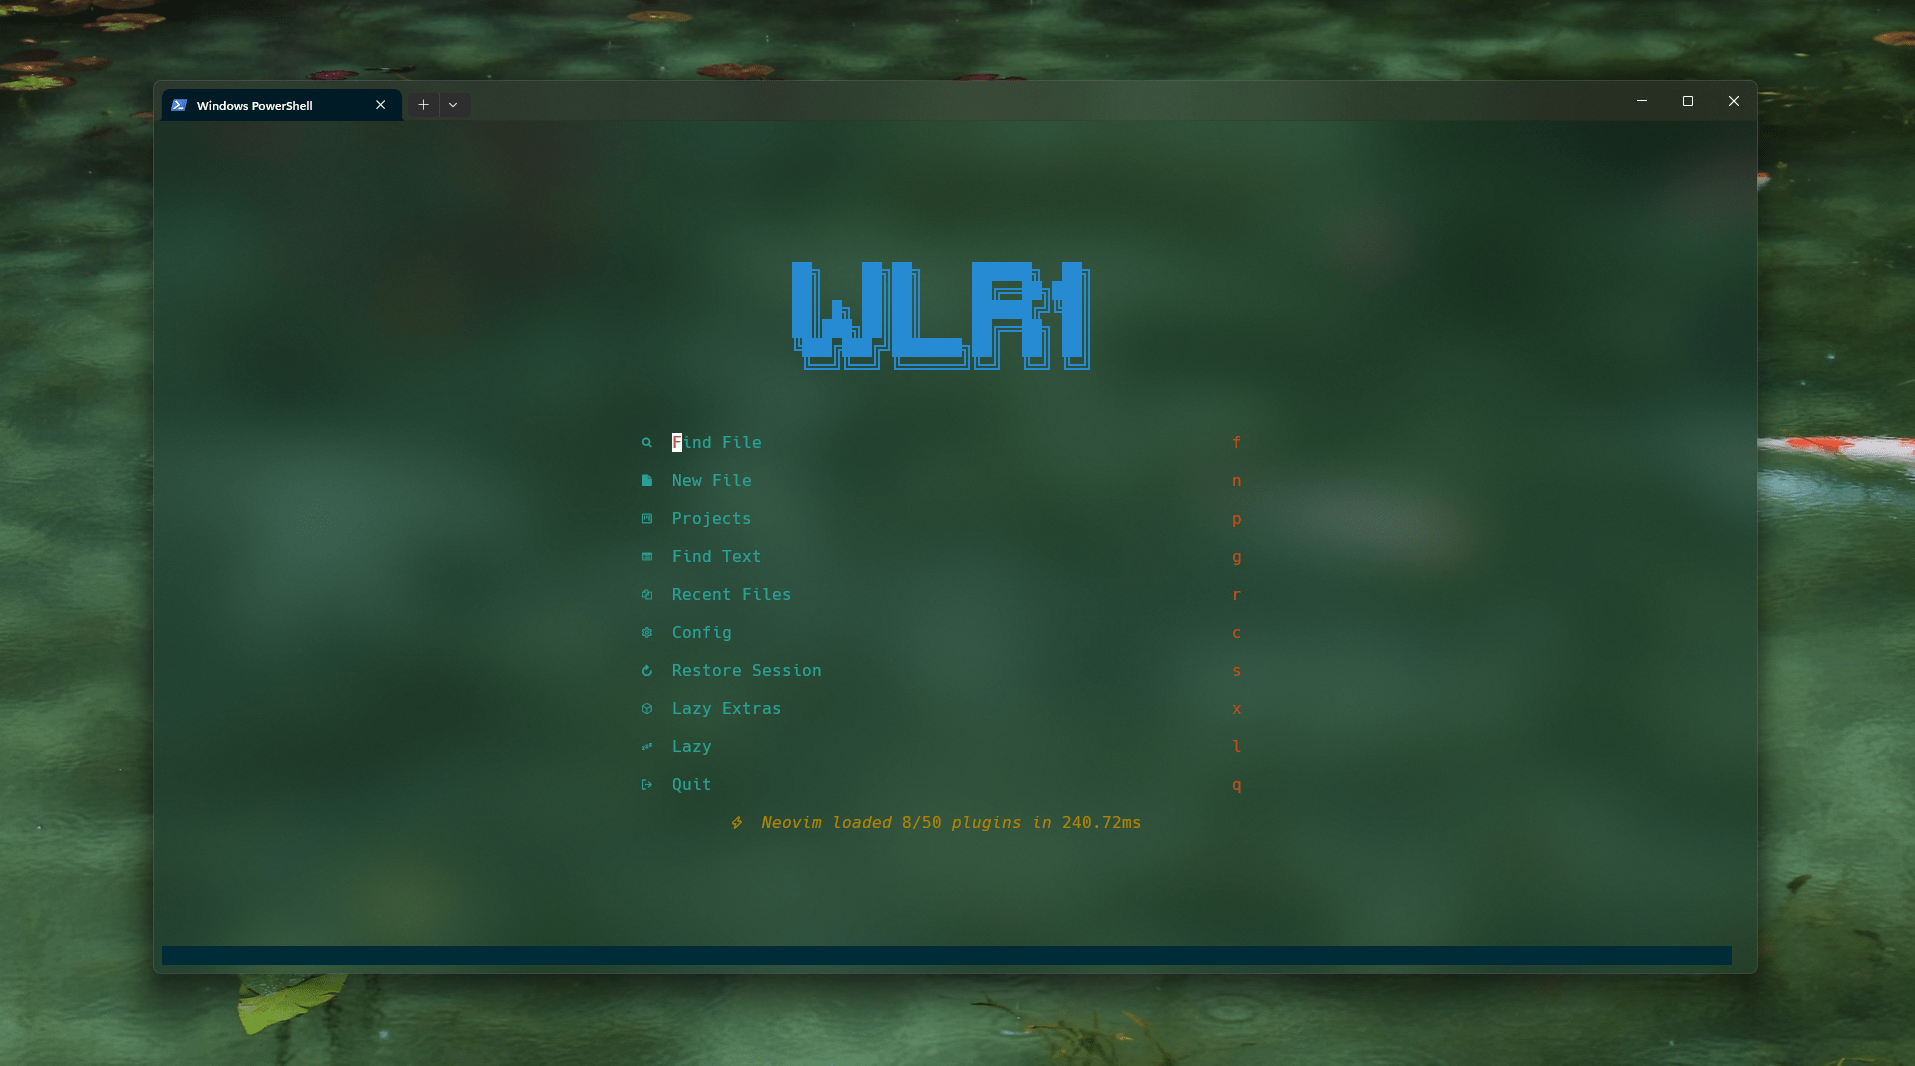 Windows PowerShell
WLR1
Find File f
New File n
Projects p
Find Text g
Recent Files r
Config c
Restore Session s
Lazy Extras x
Lazy l
Quit q
Neovim loaded 8/50 plugins in 240.72ms